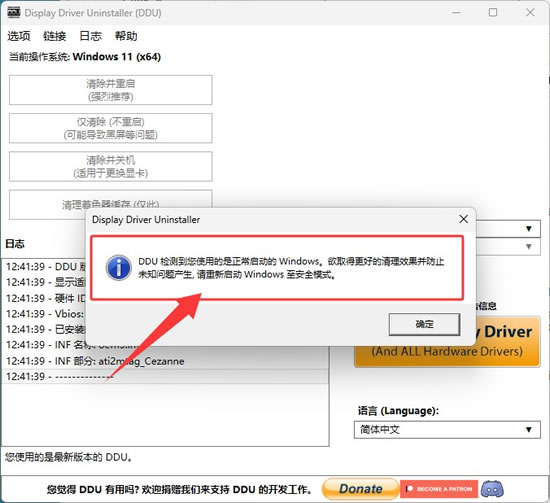 Display Driver Uninstaller (DDU)
选项 链接 日志 帮助
当前操作系统: Windows 11 (x64)
清除并重启
(强烈推荐)
仅清除 (不重启)
(可能导致黑屏等问题)
清除并关机
(适用于更换显卡)
清理着色器缓存 (仅此)
Display Driver Uninstaller
DDU 检测到您使用的是正常启动的 Windows。欲取得更好的清理效果并防止
未知问题产生, 请重新启动 Windows 至安全模式。
确定
日志
12:41:39 - DDU
12:41:39 - 显示适
12:41:39 - 硬件 ID
12:41:39 - Vbios:
12:41:39 - 已安装
12:41:39 - INF
12:41:39 - INF 部分: ati2mtag_Cezanne
12:41:39 - --------------
信息
Driver
(And ALL Hardware Drivers)
语言 (Language):
简体中文
您使用的是最新版本的 DDU。
您觉得 DDU 有用吗? 欢迎捐赠我们来支持 DDU 的开发工作。 Donate BECOME A PATRON